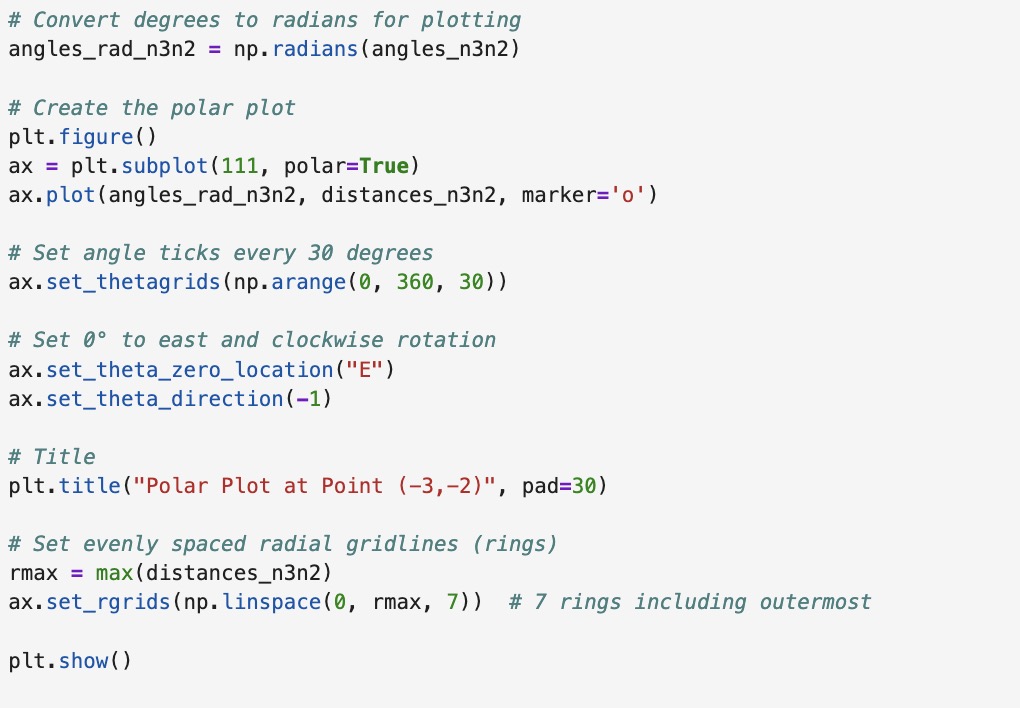 # Convert degrees to radians for plotting
angles_rad_n3n2 = np.radians(angles_n3n2)
# Create the polar plot
plt.figure()
ax = plt.subplot(111, polar=True)
ax.plot(angles_rad_n3n2, distances_n3n2, marker='o')
# Set angle ticks every 30 degrees
ax.set_thetagrids(np.arange(0, 360, 30))
# Set 0° to east and clockwise rotation
ax.set_theta_zero_location("E")
ax.set_theta_direction(-1)
# Title
plt.title("Polar Plot at Point (-3,-2)", pad=30)
# Set evenly spaced radial gridlines (rings)
rmax = max(distances_n3n2)
ax.set_rgrids(np.linspace(0, rmax, 7))  # 7 rings including outermost
plt.show()